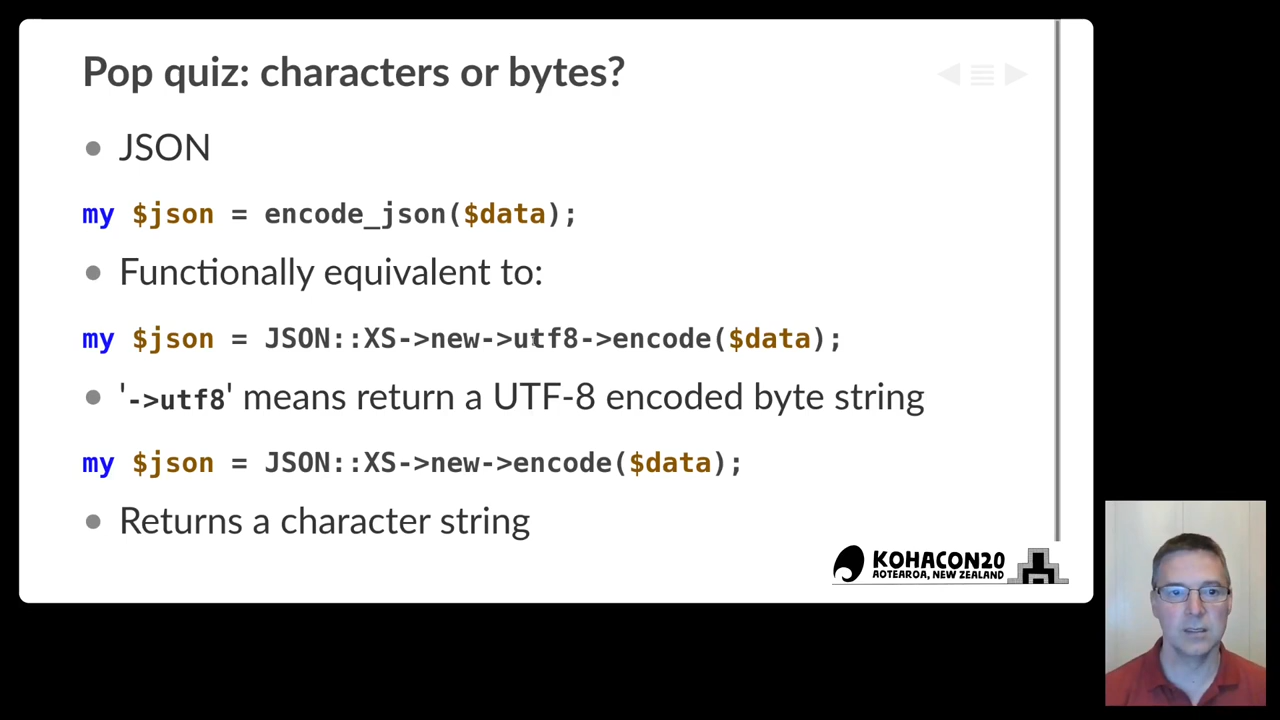 Pop quiz: characters or bytes?
JSON
my $json = encode_json($data);
Functionally equivalent to:
my $json = JSON::XS->new->utf8->encode($data);
'->utf8' means return a UTF-8 encoded byte string
my $json = JSON::XS->new->encode($data);
Returns a character string
KOHACON20
AOTEAROA, NEW ZEALAND